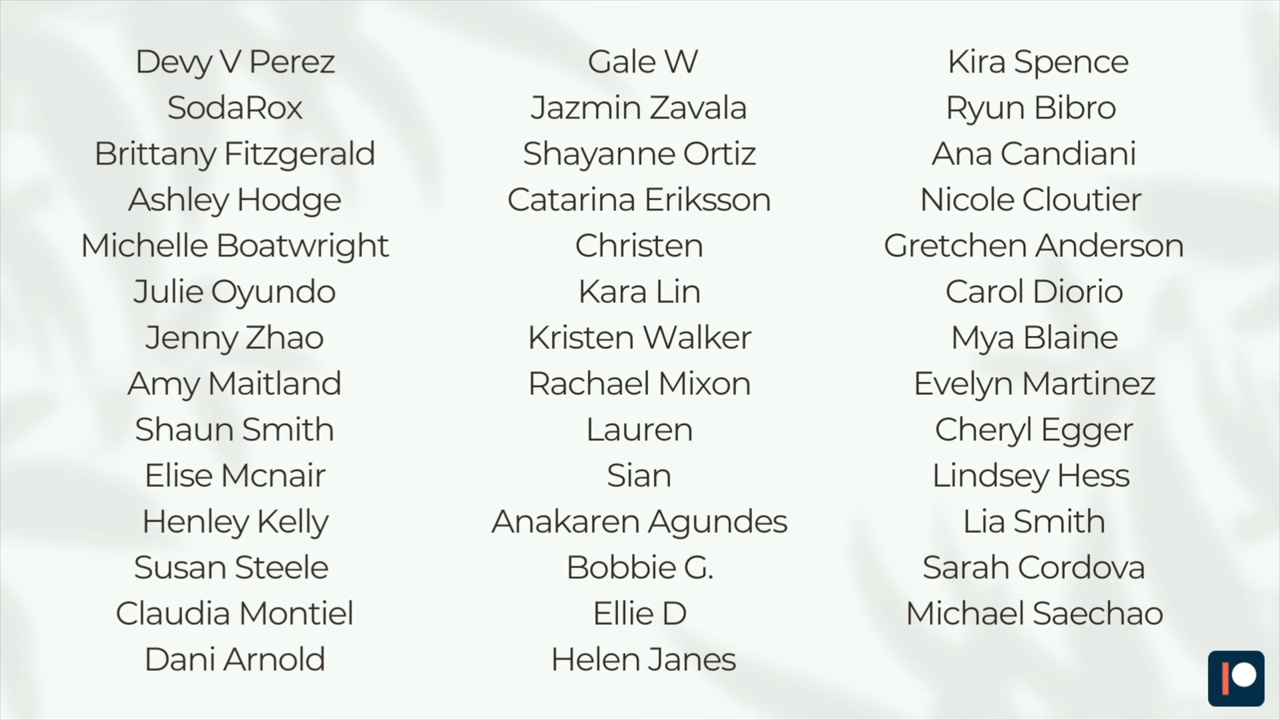 Devy V Perez
SodaRox
Brittany Fitzgerald
Ashley Hodge
Michelle Boatwright
Julie Oyundo
Jenny Zhao
Amy Maitland
Shaun Smith
Elise Mcnair
Henley Kelly
Susan Steele
Claudia Montiel
Dani Arnold
Gale W
Jazmin Zavala
Shayanne Ortiz
Catarina Eriksson
Christen
Kara Lin
Kristen Walker
Rachael Mixon
Lauren
Sian
Anakaren Agundes
Bobbie G.
Ellie D
Helen Janes
Kira Spence
Ryun Bibro
Ana Candiani
Nicole Cloutier
Gretchen Anderson
Carol Diorio
Mya Blaine
Evelyn Martinez
Cheryl Egger
Lindsey Hess
Lia Smith
Sarah Cordova
Michael Saechao